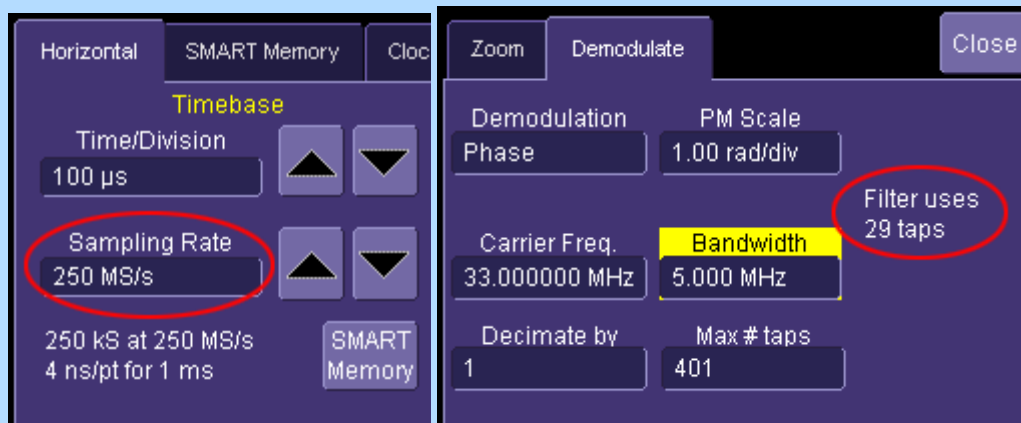 Horizontal
SMART Memory
Cloc
Timebase
Time/Division
100 µs
Sampling Rate
250 MS/s
250 kS at 250 MS/s
4 ns/pt for 1 ms
SMART
Memory
Zoom
Demodulate
Close
Demodulation
PM Scale
Phase
1.00 rad/div
Filter uses
29 taps
Carrier Freq.
Bandwidth
33.000000 MHz
5.000 MHz
Decimate by
Max # taps
1
401